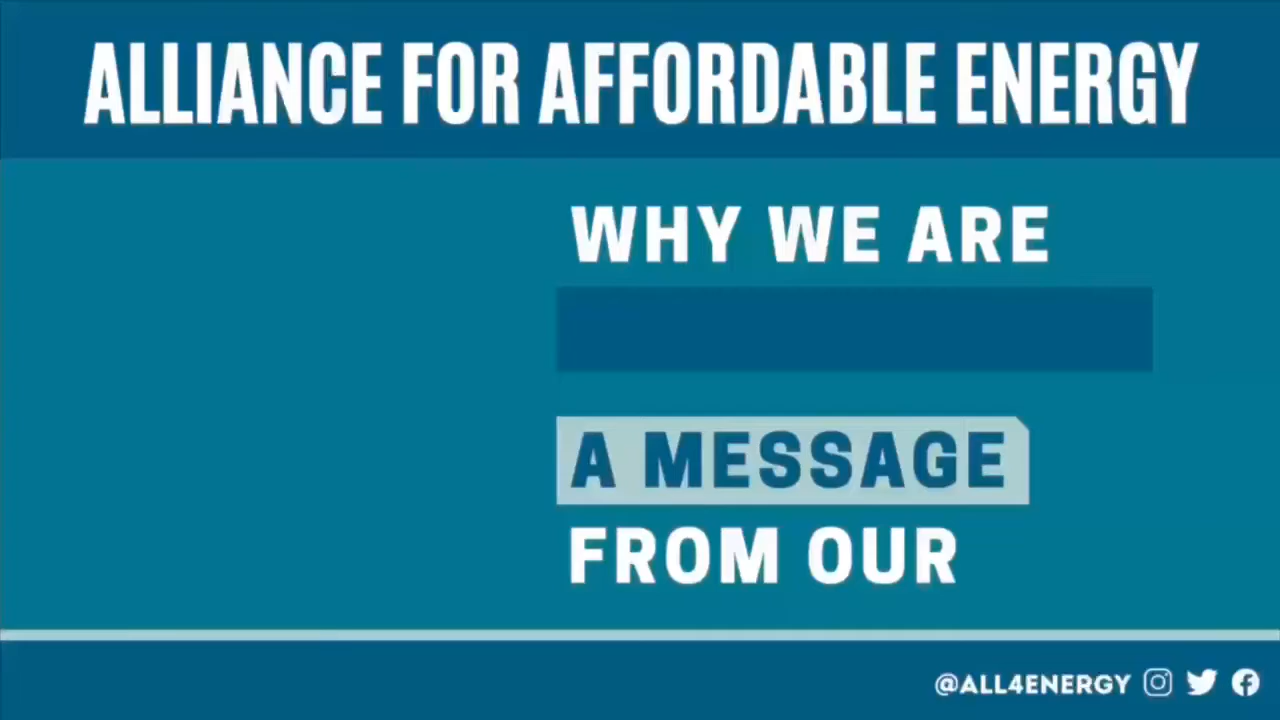 ALLIANCE FOR AFFORDABLE ENERGY
WHY WE ARE
A MESSAGE
FROM OUR
@ALL4ENERGY